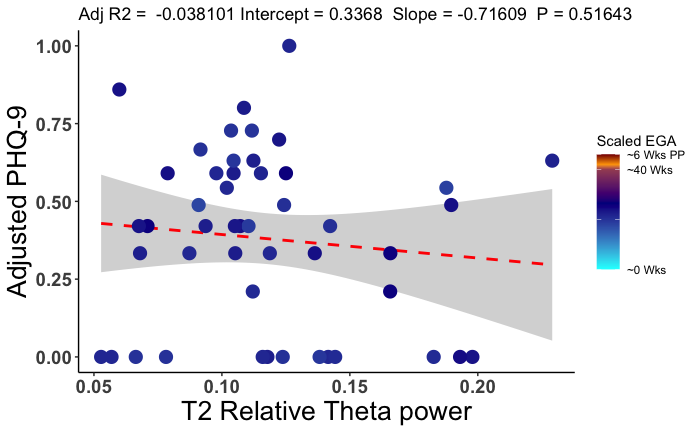 Adj R2 =  -0.038101 Intercept = 0.3368  Slope = -0.71609  P = 0.51643
1.00
0.75
0.50
0.25
0.00
Adjusted PHQ-9
0.05
0.10
0.15
0.20
T2 Relative Theta power
Scaled EGA
~6 Wks PP
~40 Wks
~0 Wks